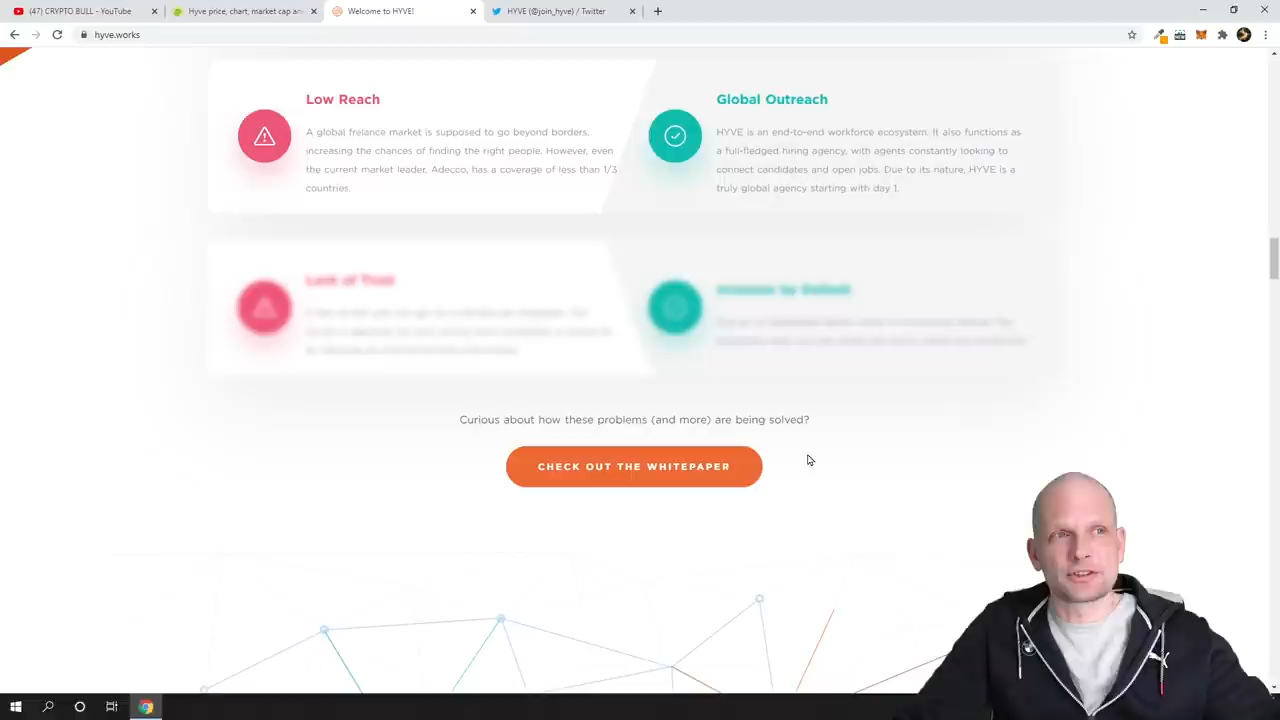 (47) CRYPTO BULL - YouTube
Hyve price, chart, market cap an
Welcome to HYVE!
HYVE (@join_hyve) / Twitter
hyve.works
Low Reach
Global Outreach
A global frelance market is supposed to go beyond borders,
increasing the chances of finding the right people. However, even
the current market leader, Adecco, has a coverage of less than 1/3
countries.
HYVE is an end-to-end workforce ecosystem. It also functions as
a full-fledged hiring agency, with agents constantly looking to
connect candidates and open jobs. Due to its nature, HYVE is a
truly global agency starting with day 1.
Lack of Trust
Curious about how these problems (and more) are being solved?
CHECK OUT THE WHITEPAPER